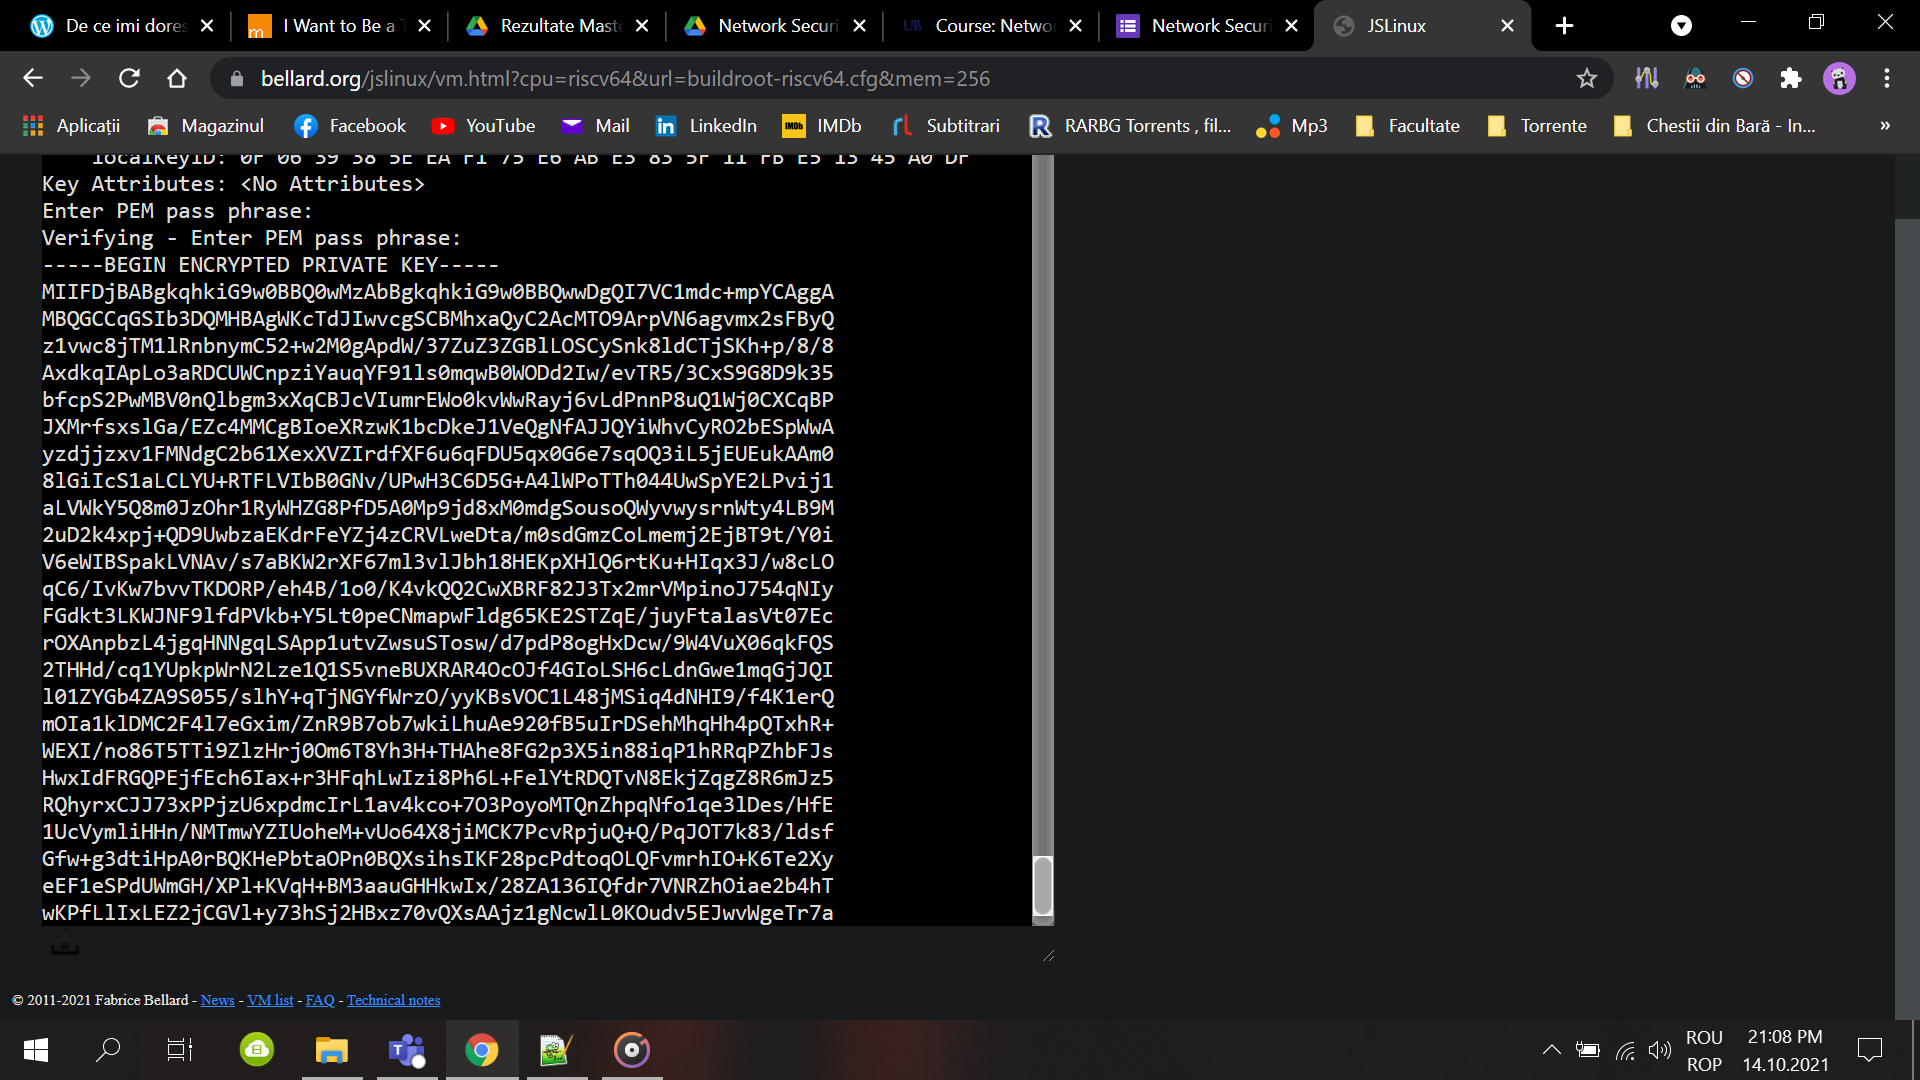 De ce imi dores
I Want to Be a T
Rezultate Maste
Network Securi
Course: Networ
Network Securi
JSLinux
bellard.org/jslinux/vm.html?cpu=riscv64&url=buildroot-riscv64.cfg&mem=256
Aplicații
Magazinul
Facebook
YouTube
Mail
LinkedIn
IMDb
Subtitrari
RARBG Torrents , fil...
Mp3
Facultate
Torrente
Chestii din Bară - In...
localKeyID: 0F 06 39 38 5E EA F1 75 E6 AB E3 83 5F 11 FB E5 13 45 A0 DF
Key Attributes: <No Attributes>
Enter PEM pass phrase:
Verifying - Enter PEM pass phrase:
-----BEGIN ENCRYPTED PRIVATE KEY-----
MIIFDjBABgkqhkiG9w0BBQ0wMzAbBgkqhkiG9w0BBQwwDgQI7VC1mdc+mpYCAggA
MBQGCCqGSIb3DQMHBAgWKcTdJIwvcgSCBMhxaQyC2AcMTO9ArpVN6agvmx2sFByQ
z1vwc8jTM1lRnbnymC52+w2M0gApdW/37ZuZ3ZGBlLOSCySnk8ldCTjSKh+p/8/8
AxdkqIApLo3aRDCUWCnpziYauqYF91ls0mqwB0WODd2Iw/evTR5/3CxS9G8D9k35
bfcpS2PwMBV0nQlbgm3xXqCBJcVIumrEWo0kvWwRayj6vLdPnnP8uQ1Wj0CXCqBP
JXMrfsxslGa/EZc4MMCgBIoeXRzwK1bcDkeJ1VeQgNfAJJQYiWhvCyRO2bESpWwA
yzdjjzxv1FMNdgC2b61XexXVZIrdfXF6u6qFDU5qx0G6e7sqOQ3iL5jEUEukAAm0
8lGiIcS1aLCLYU+RTFLVIbB0GNv/UPwH3C6D5G+A4lWPoTTh044UwSpYE2LPvij1
aLVWkY5Q8m0JzOhr1RyWHZG8PfD5A0Mp9jd8xM0mdgSousoQWyvwysrnWty4LB9M
2uD2k4xpj+QD9UwbzaEKdrFeYZj4zCRVLweDta/m0sdGmzCoLmemj2EjBT9t/Y0i
V6eWIBSpakLVNAv/s7aBKW2rXF67ml3vlJbh18HEKpXHlQ6rtKu+HIqx3J/w8cLO
qC6/IvKw7bvvTKDORP/eh4B/1o0/K4vkQQ2CwXBRF82J3Tx2mrVMpinoJ754qNIy
FGdkt3LKWJNF9lfdPVkb+Y5Lt0peCNmapwFldg65KE2STZqE/juyFtalasVt07Ec
rOXAnpbzL4jgqHNNgqLSApp1utvZwsuSTosw/d7pdP8ogHxDcw/9W4VuX06qkFQS
2THHd/cq1YUpkpWrN2Lze1Q1S5vneBUXRAR4OcOJf4GIoLSH6cLdnGwe1mqGjJQI
l01ZYGb4ZA9S055/slhY+qTjNGYfWrzO/yyKBsVOC1L48jMSiq4dNHI9/f4K1erQ
mOIa1klDMC2F4l7eGxim/ZnR9B7ob7wkiLhuAe920fB5uIrDSehMhqHh4pQTxhR+
WEXI/no86T5TTi9ZlzHrj0Om6T8Yh3H+THAhe8FG2p3X5in88iqP1hRRqPZhbFJs
HwxIdFRGQPEjfEch6Iax+r3HFqhLwIzi8Ph6L+FelYtRDQTvN8EkjZqgZ8R6mJz5
RQhyrxCJJ73xPPjzU6xpdmcIrL1av4kco+7O3PoyoMTQnZhpqNfo1qe3lDes/HfE
1UcVymliHHn/NMTmwYZIUoheM+vUo64X8jiMCK7PcvRpjuQ+Q/PqJOT7k83/ldsf
Gfw+g3dtiHpA0rBQKHePbtaOPn0BQXsihsIKF28pcPdtoqOLQFvmrhIO+K6Te2Xy
eEF1eSPdUWmGH/XPl+KVqH+BM3aauGHHkwIx/28ZA136IQfdr7VNRZhOiae2b4hT
wKPfLlIxLEZ2jCGVl+y73hSj2HBxz70vQXsAAjz1gNcwlL0KOudv5EJwvWgeTr7a
© 2011-2021 Fabrice Bellard - News - VM list - FAQ - Technical notes
ROU
ROP
21:08 PM
14.10.2021